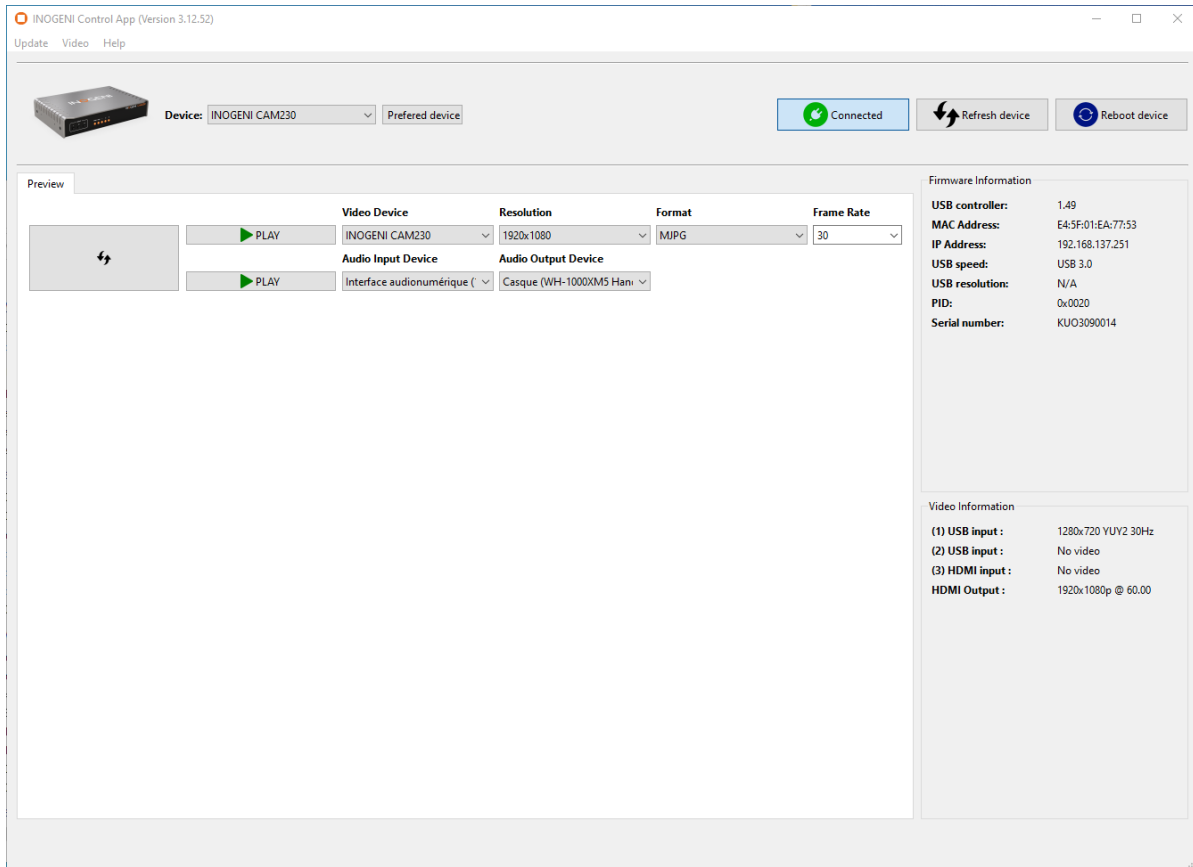 INOGENI Control App (Version 3.12.52)
Update Video Help
INOGENI
Device: INOGENI CAM230 Prefered device Connected Refresh device Reboot device
Preview
Video Device Resolution Format Frame Rate
PLAY INOGENI CAM230 1920x1080 MJPG 30
Audio Input Device Audio Output Device
PLAY Interface audionumérique ( Casque (WH-1000XM5 Han
Firmware Information
USB controller: 1.49
MAC Address: E4:5F:01:EA:77:53
IP Address: 192.168.137.251
USB speed: USB 3.0
USB resolution: N/A
PID: 0x0020
Serial number: KUO3090014
Video Information
(1) USB input : 1280x720 YUY2 30Hz
(2) USB input : No video
(3) HDMI input : No video
HDMI Output : 1920x1080p @ 60.00